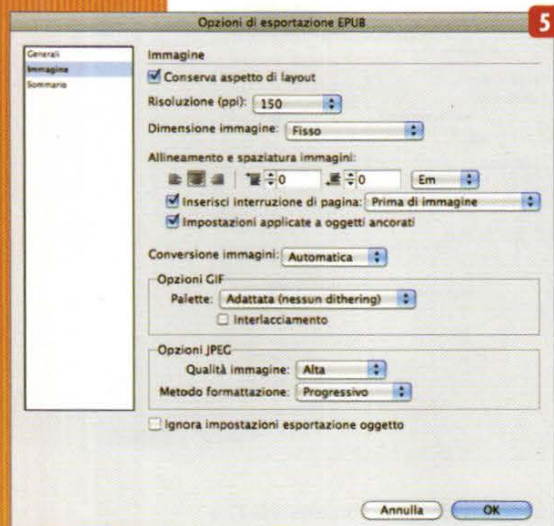 Opzioni di esportazione EPUB
5
Generali
Immagine
Sommario
Immagine
Conserva aspetto di layout
Risoluzione (ppi): 150
Dimensione immagine: Fisso
Allineamento e spaziatura immagini:
0 0 Em
Inserisci interruzione di pagina: Prima di immagine
Impostazioni applicate a oggetti ancorati
Conversione immagini: Automatica
Opzioni GIF
Palette: Adattata (nessun dithering)
Interlacciamento
Opzioni JPEG
Qualità immagine: Alta
Metodo formattazione: Progressivo
Ignora impostazioni esportazione oggetto
Annulla OK